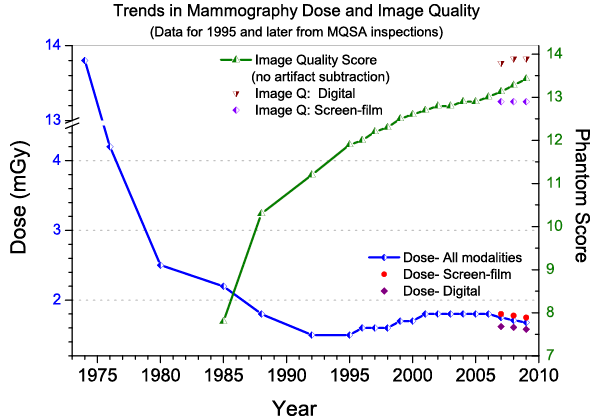 Trends in Mammography Dose and Image Quality
(Data for 1995 and later from MQSA inspections)
14
13
4
3
2
Dose (mGy)
Image Quality Score
(no artifact subtraction)
Image Q: Digital
Image Q: Screen-film
Dose- All modalities
Dose- Screen-film
Dose- Digital
14
13
12
11
10
9
8
7
Phantom Score
1975 1980 1985 1990 1995 2000 2005 2010
Year